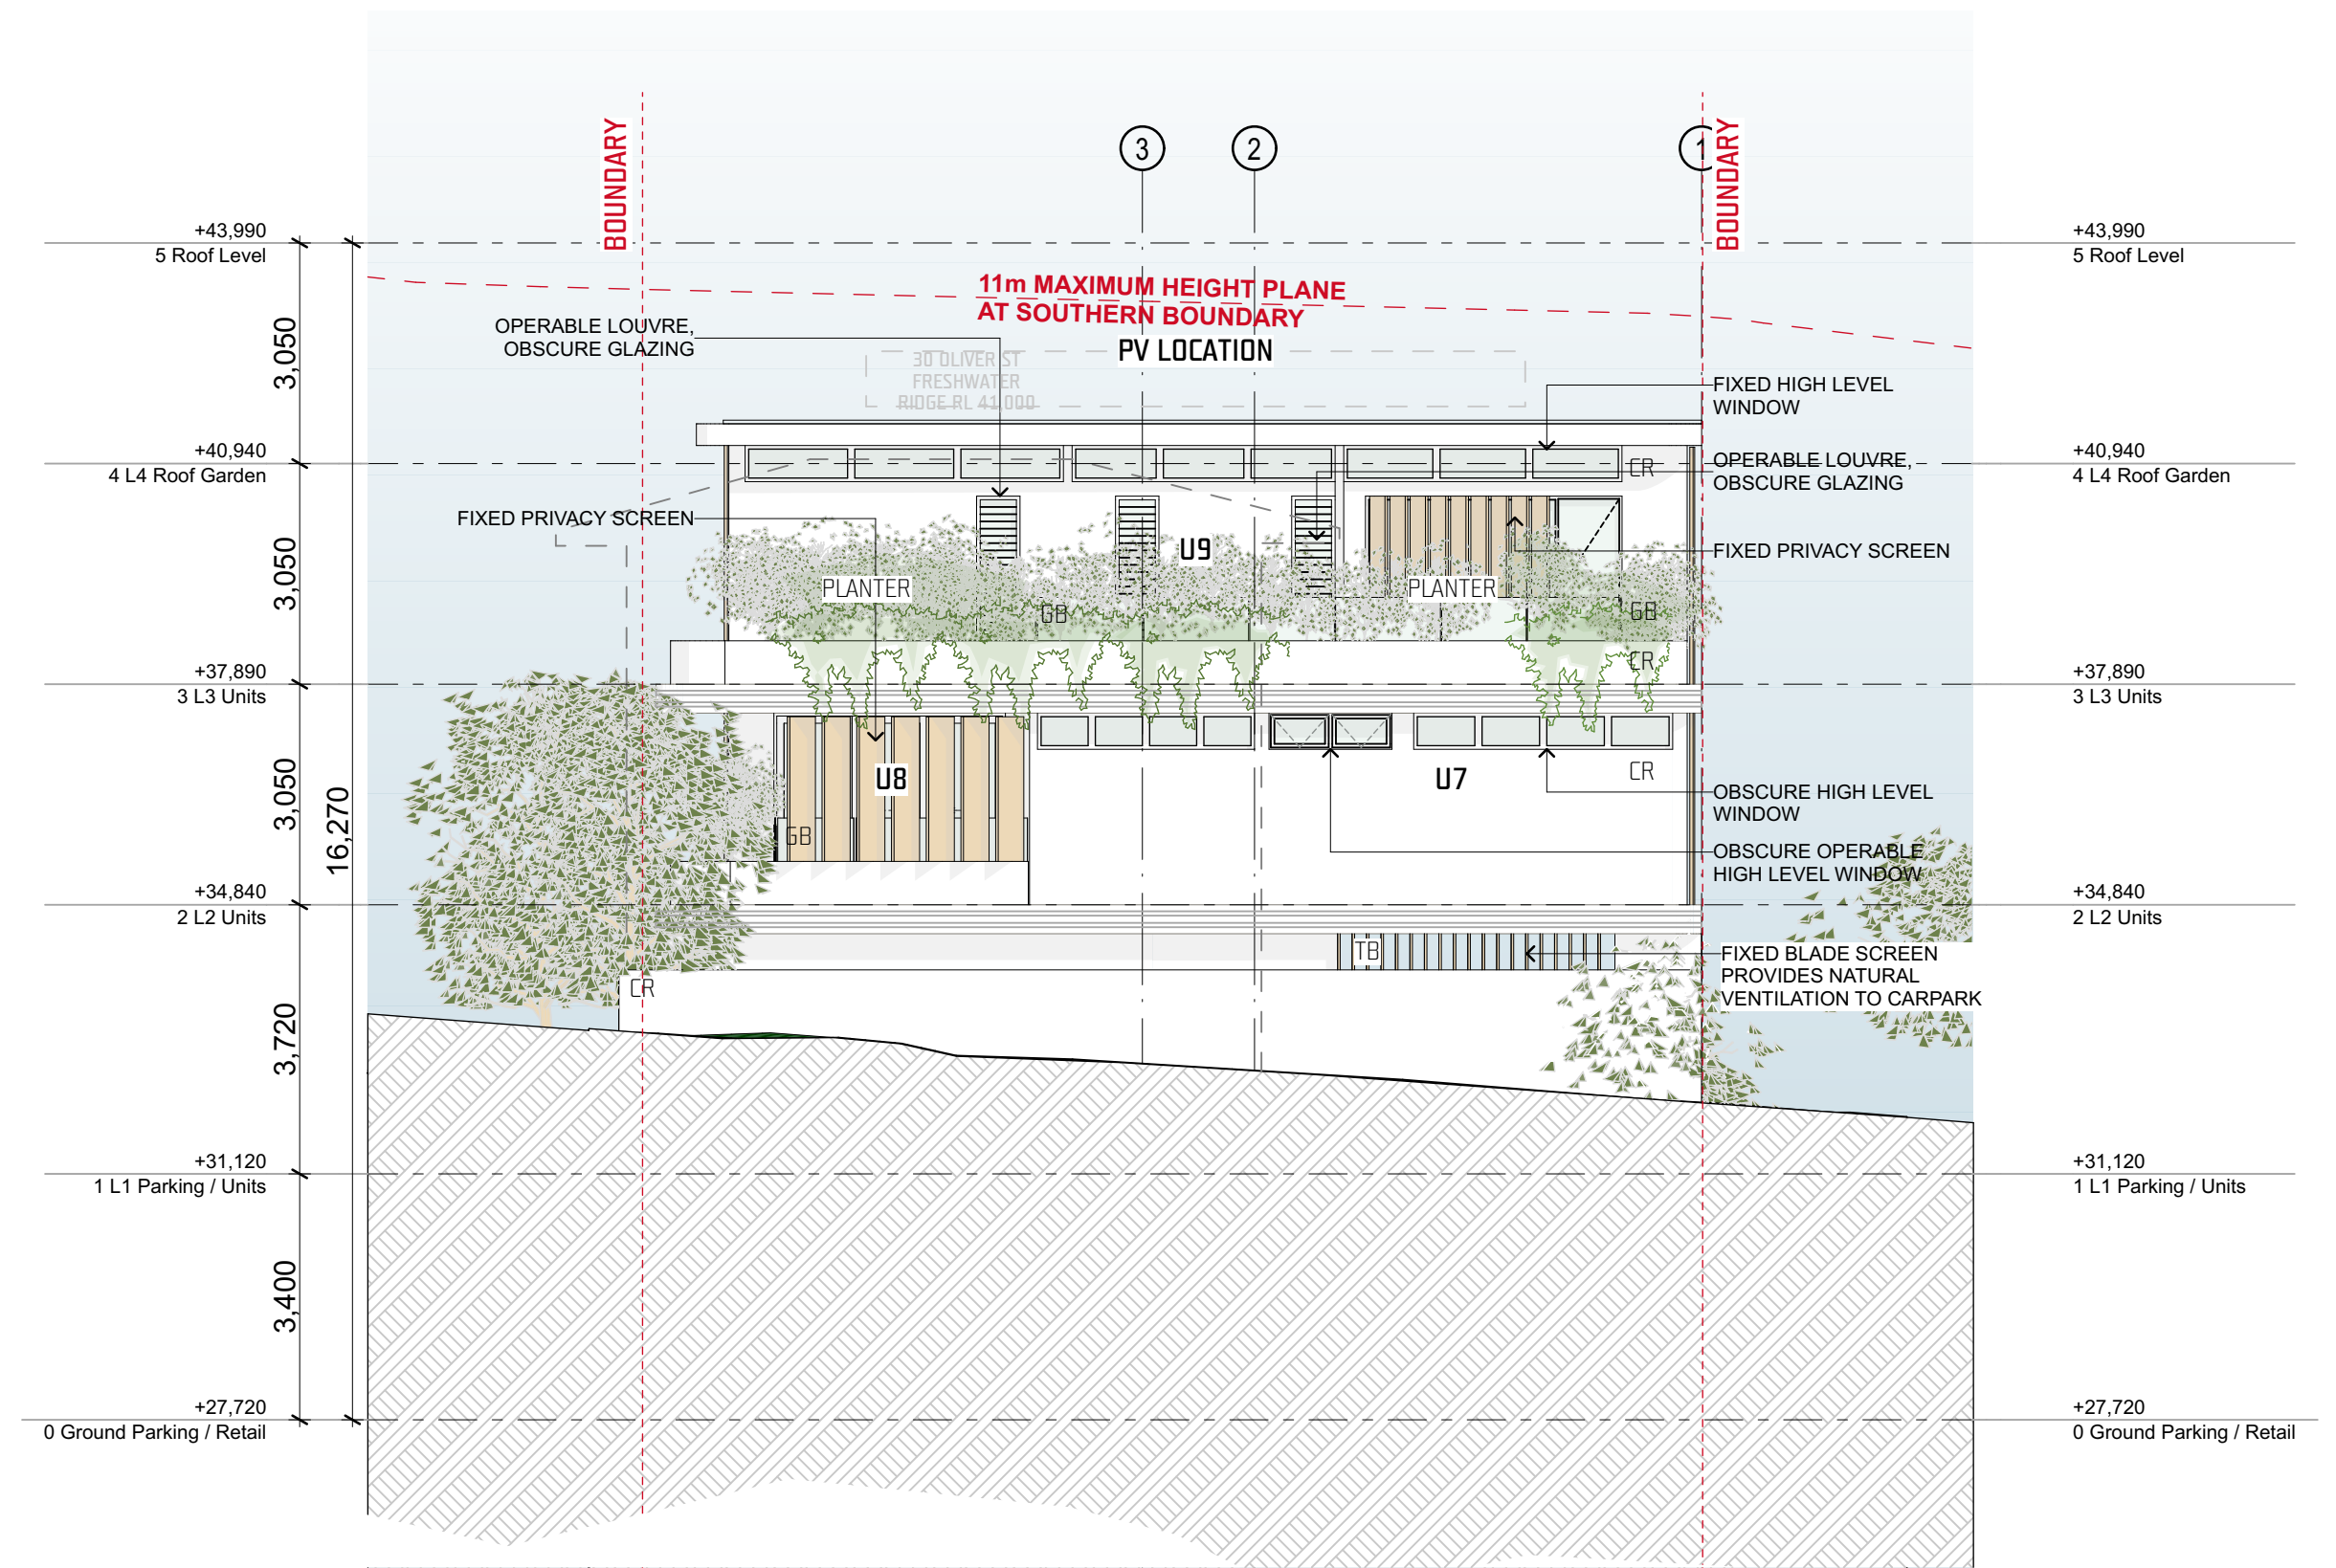 BOUNDARY
3
2
1
BOUNDARY
+43,990
5 Roof Level
+43,990
5 Roof Level
11m MAXIMUM HEIGHT PLANE
AT SOUTHERN BOUNDARY
PV LOCATION
30 OLIVER ST
FRESHWATER
RIDGE RL 41,000
OPERABLE LOUVRE,
OBSCURE GLAZING
3,050
FIXED HIGH LEVEL
WINDOW
+40,940
4 L4 Roof Garden
CR
OPERABLE LOUVRE,
OBSCURE GLAZING
+40,940
4 L4 Roof Garden
FIXED PRIVACY SCREEN
U9
FIXED PRIVACY SCREEN
3,050
PLANTER
PLANTER
GB
GB
CR
+37,890
3 L3 Units
+37,890
3 L3 Units
3,050
16,270
U8
U7
CR
GB
OBSCURE HIGH LEVEL
WINDOW
OBSCURE OPERABLE
HIGH LEVEL WINDOW
+34,840
2 L2 Units
+34,840
2 L2 Units
TB
FIXED BLADE SCREEN
PROVIDES NATURAL
VENTILATION TO CARPARK
CR
3,720
+31,120
1 L1 Parking / Units
+31,120
1 L1 Parking / Units
3,400
+27,720
0 Ground Parking / Retail
+27,720
0 Ground Parking / Retail